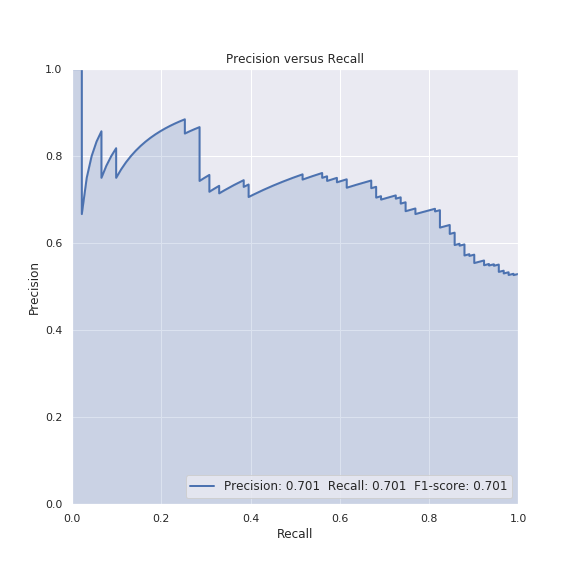 Precision versus Recall
1.0
0.8
0.6
0.4
0.2
0.0
Precision
Precision: 0.701  Recall: 0.701  F1-score: 0.701
0.0 0.2 0.4 0.6 0.8 1.0
Recall